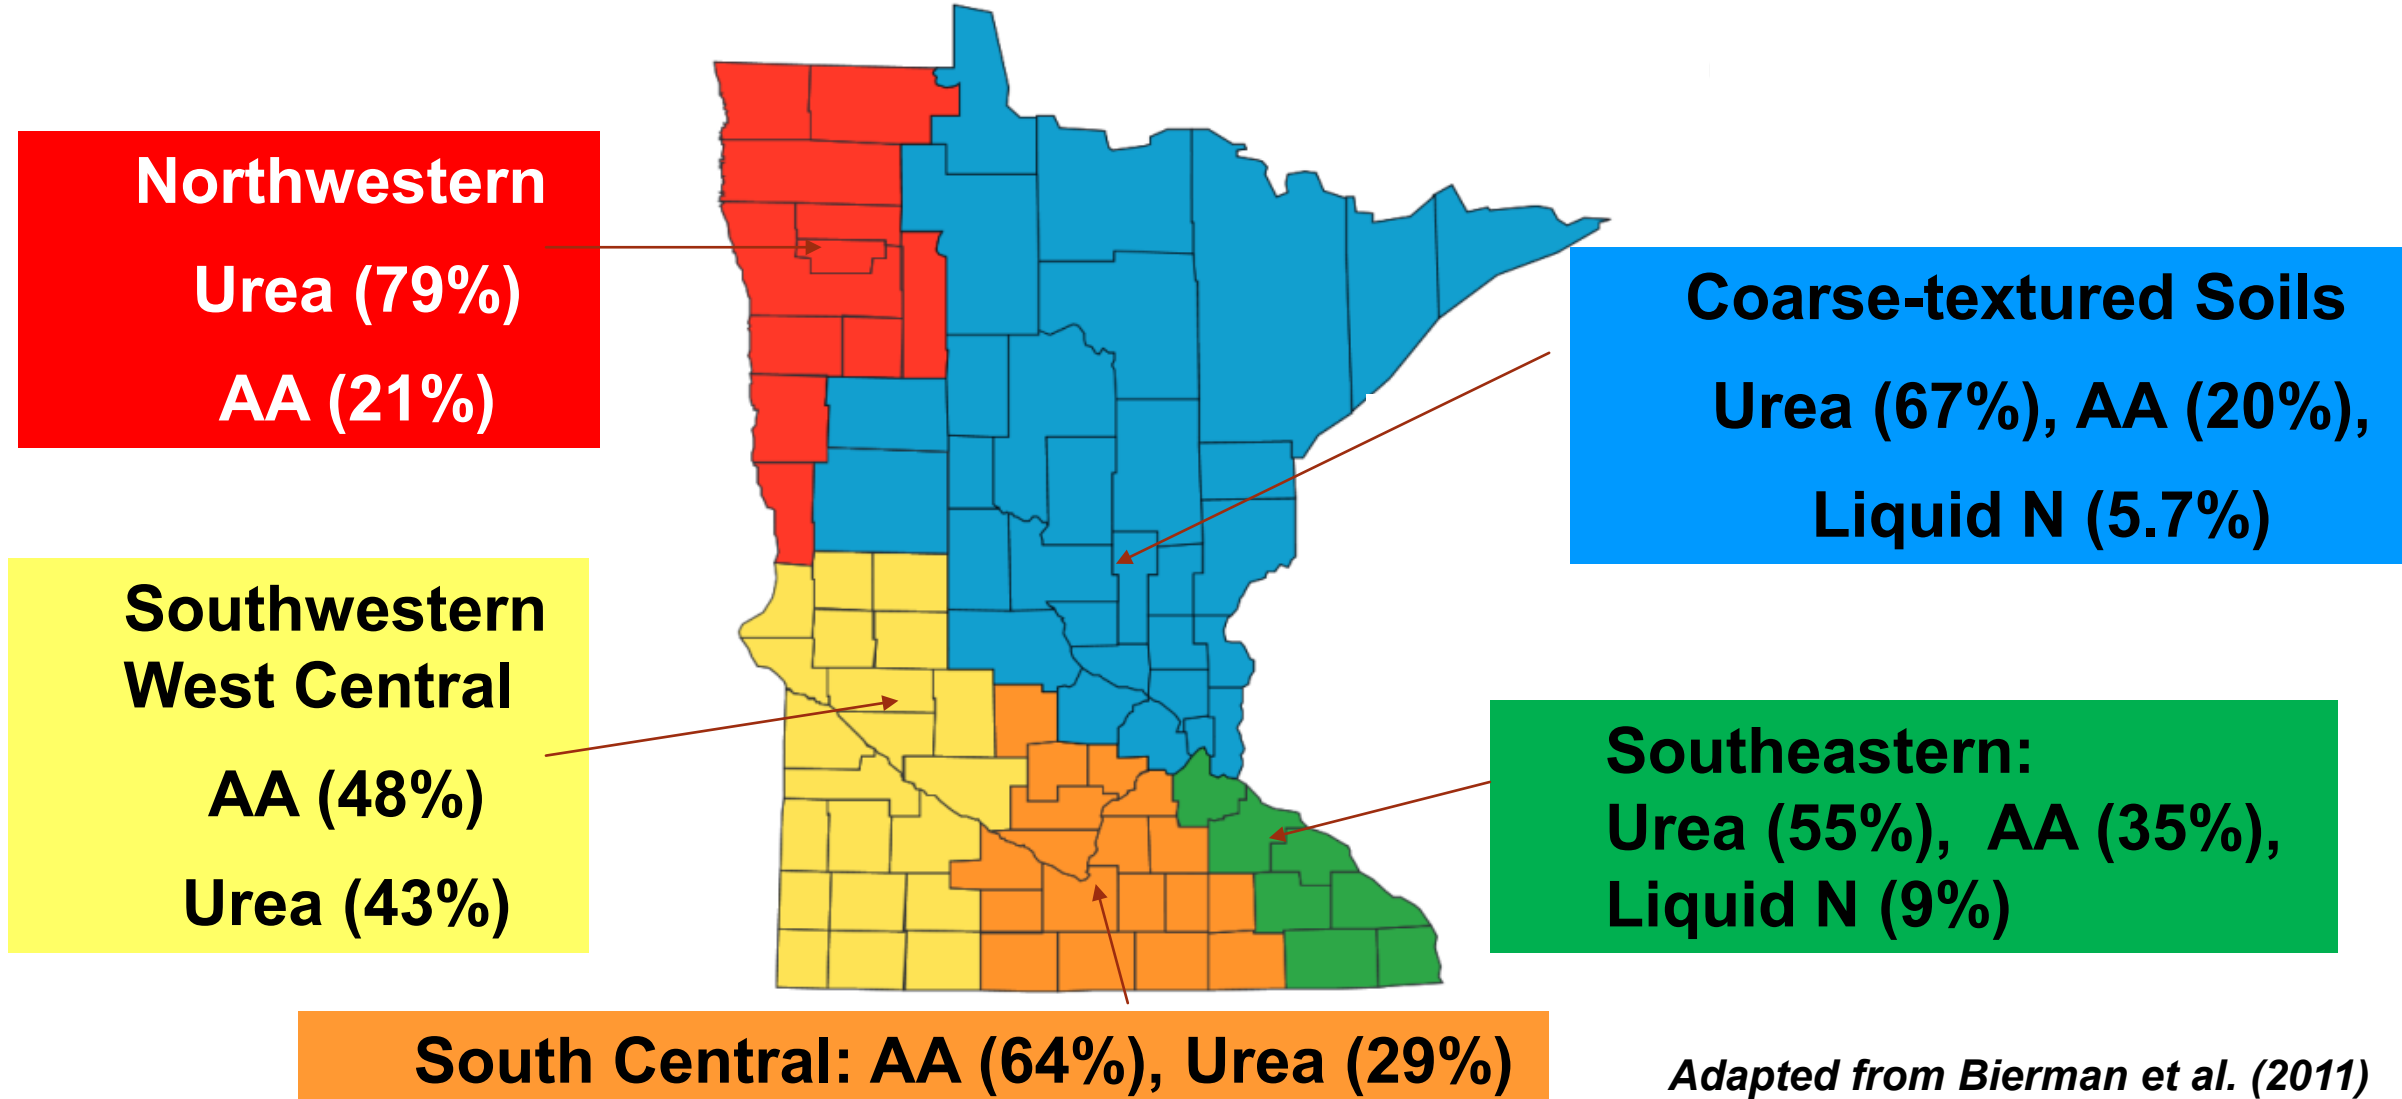 Northwestern
Urea (79%)
AA (21%)
Coarse-textured Soils
Urea (67%), AA (20%),
Liquid N (5.7%)
Southwestern
West Central
AA (48%)
Urea (43%)
Southeastern:
Urea (55%), AA (35%),
Liquid N (9%)
South Central: AA (64%), Urea (29%)
Adapted from Bierman et al. (2011)